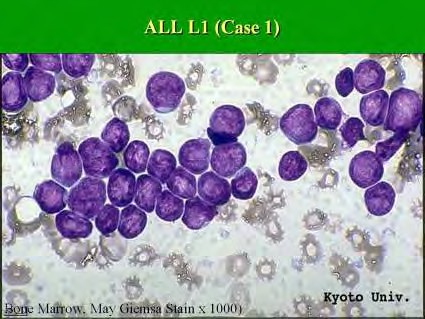 ALL L1 (Case 1)
Kyoto Univ.
Bone Marrow, May Giemsa Stain x 1000)